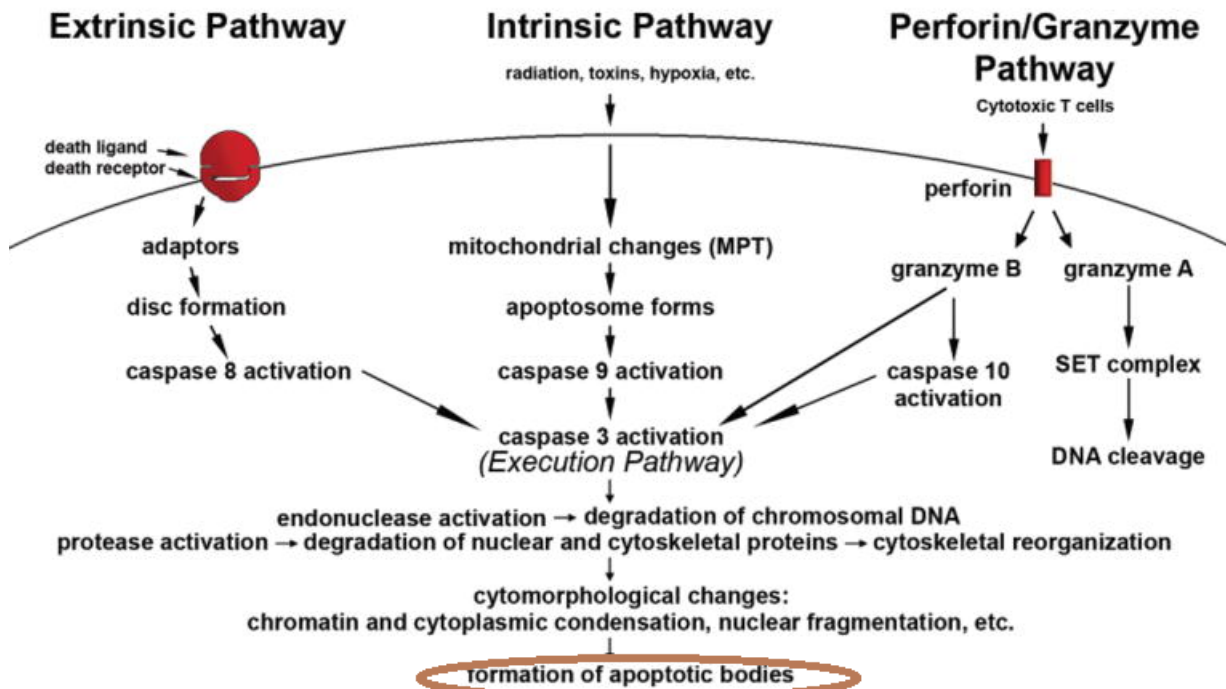 Extrinsic Pathway
Intrinsic Pathway
Perforin/Granzyme
Pathway
radiation, toxins, hypoxia, etc.
Cytotoxic T cells
death ligand
death receptor
perforin
adaptors
mitochondrial changes (MPT)
granzyme B
granzyme A
disc formation
apoptosome forms
caspase 8 activation
caspase 9 activation
caspase 10
activation
SET complex
caspase 3 activation
(Execution Pathway)
DNA cleavage
endonuclease activation → degradation of chromosomal DNA
protease activation → degradation of nuclear and cytoskeletal proteins → cytoskeletal reorganization
cytomorphological changes:
chromatin and cytoplasmic condensation, nuclear fragmentation, etc.
formation of apoptotic bodies